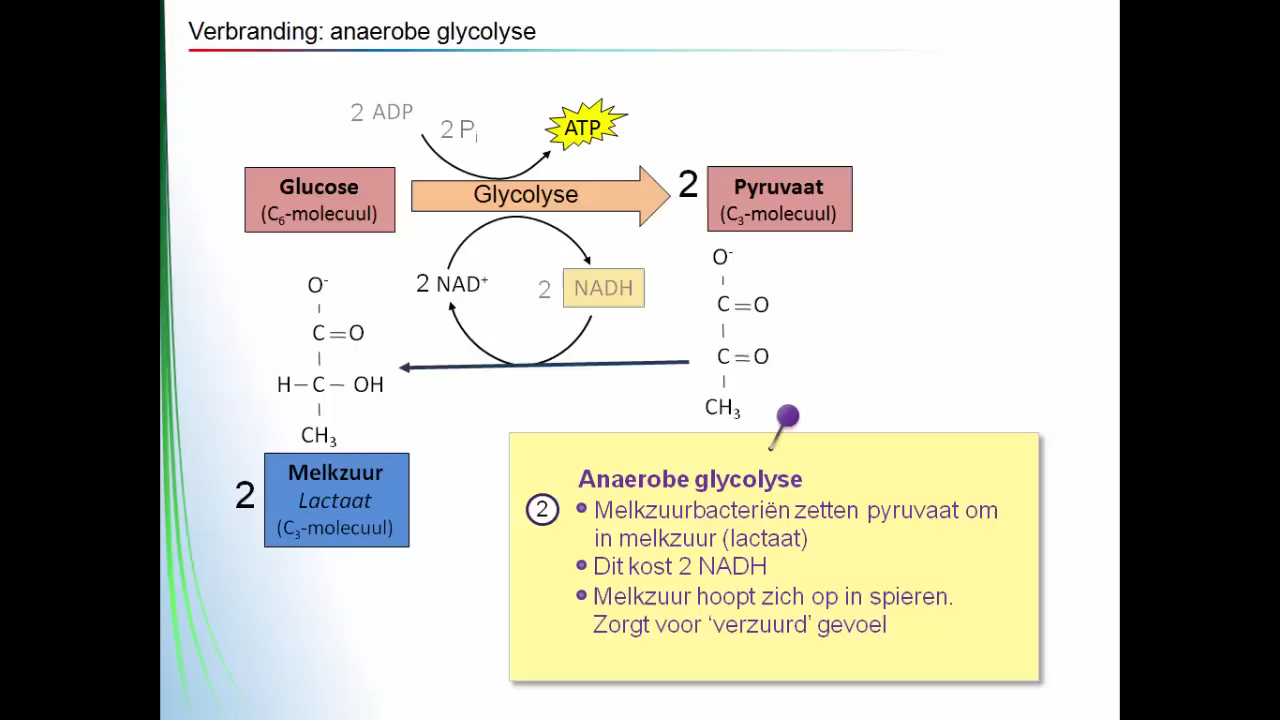 Verbranding: anaerobe glycolyse
2 ADP
2 Pi
ATP
Glucose
(C6-molecuul)
Glycolyse
2
Pyruvaat
(C3-molecuul)
2 NAD+
2 NADH
O-
C=O
H–C–OH
CH3
O-
C=O
C=O
CH3
2
Melkzuur
Lactaat
(C3-molecuul)
Anaerobe glycolyse
2
Melkzuurbacteriën zetten pyruvaat om
in melkzuur (lactaat)
Dit kost 2 NADH
Melkzuur hoopt zich op in spieren.
Zorgt voor ‘verzuurd’ gevoel